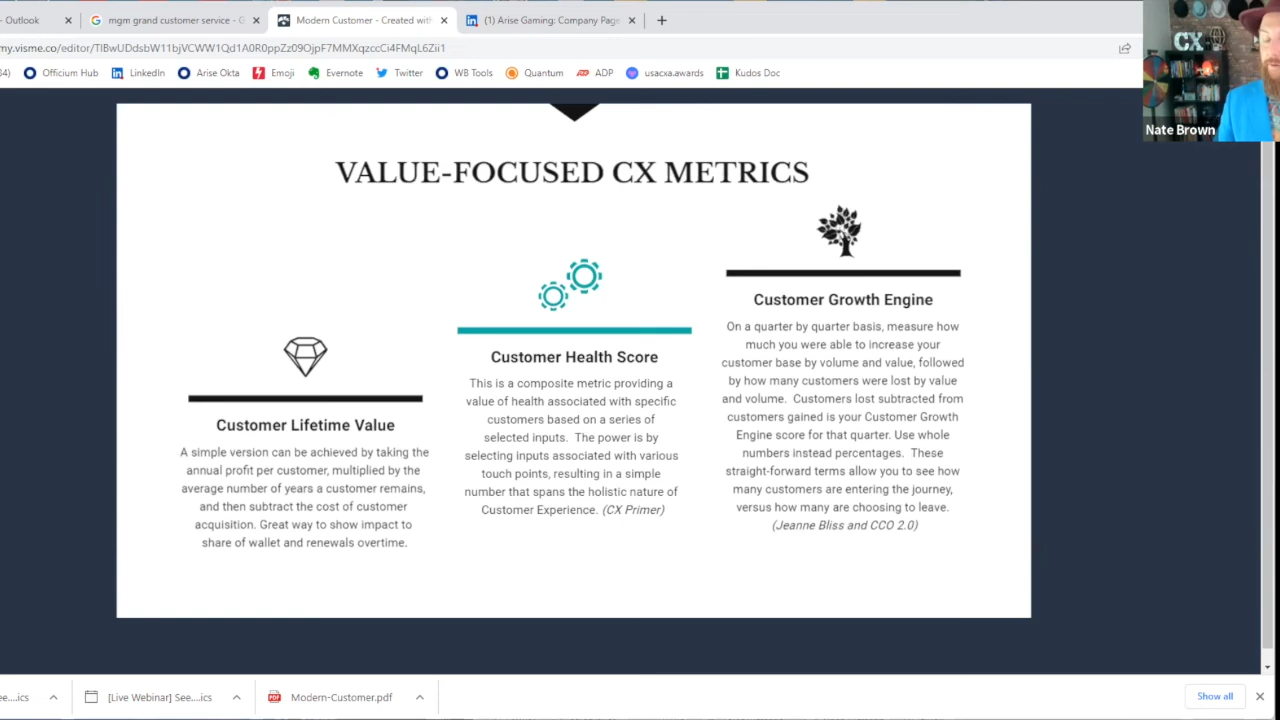 - Outlook
mgm grand customer service - G
Modern Customer - Created with
(1) Arise Gaming: Company Page
my.visme.co/editor/TlBwUDdsbW11bjVCWW1Qd1A0R0ppZz09OjpF7MMXqzccCi4FMqL6Zii1
Officium Hub
LinkedIn
Arise Okta
Emoji
Evernote
Twitter
WB Tools
Quantum
ADP
usacxa.awards
Kudos Doc
CX
Nate Brown
VALUE-FOCUSED CX METRICS
Customer Lifetime Value
A simple version can be achieved by taking the
annual profit per customer, multiplied by the
average number of years a customer remains,
and then subtract the cost of customer
acquisition. Great way to show impact to
share of wallet and renewals overtime.
Customer Health Score
This is a composite metric providing a
value of health associated with specific
customers based on a series of
selected inputs. The power is by
selecting inputs associated with various
touch points, resulting in a simple
number that spans the holistic nature of
Customer Experience. (CX Primer)
Customer Growth Engine
On a quarter by quarter basis, measure how
much you were able to increase your
customer base by volume and value, followed
by how many customers were lost by value
and volume. Customers lost subtracted from
customers gained is your Customer Growth
Engine score for that quarter. Use whole
numbers instead percentages. These
straight-forward terms allow you to see how
many customers are entering the journey,
versus how many are choosing to leave.
(Jeanne Bliss and CCO 2.0)
[Live Webinar] See....ics
Modern-Customer.pdf
Show all